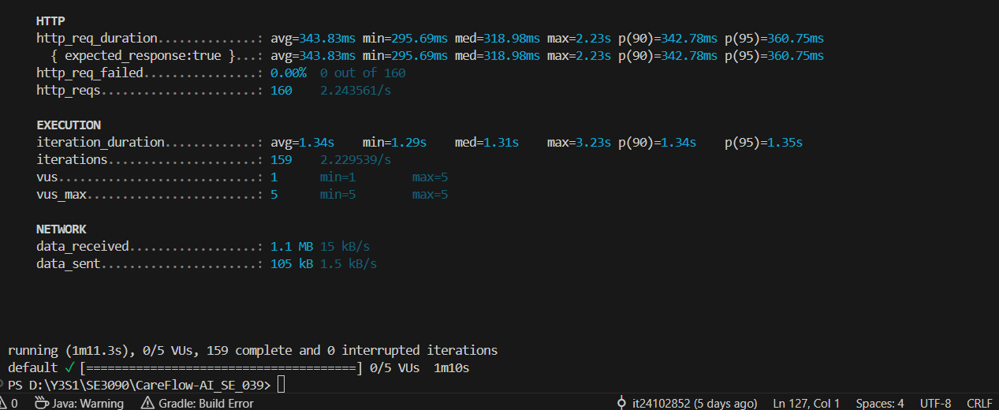 HTTP
http_req_duration..............: avg=343.83ms min=295.69ms med=318.98ms max=2.23s p(90)=342.78ms p(95)=360.75ms
{ expected_response:true }...: avg=343.83ms min=295.69ms med=318.98ms max=2.23s p(90)=342.78ms p(95)=360.75ms
http_req_failed................: 0.00% 0 out of 160
http_reqs......................: 160 2.243561/s
EXECUTION
iteration_duration.............: avg=1.34s min=1.29s med=1.31s max=3.23s p(90)=1.34s p(95)=1.35s
iterations.....................: 159 2.229539/s
vus............................: 1 min=1 max=5
vus_max........................: 5 min=5 max=5
NETWORK
data_received..................: 1.1 MB 15 kB/s
data_sent......................: 105 kB 1.5 kB/s
running (1m11.3s), 0/5 VUs, 159 complete and 0 interrupted iterations
default ✓ [======================================] 0/5 VUs 1m10s
PS D:\Y3S1\SE3090\CareFlow-AI_SE_039>
0 Java: Warning Gradle: Build Error it24102852 (5 days ago) Ln 127, Col 1 Spaces: 4 UTF-8 CRLF